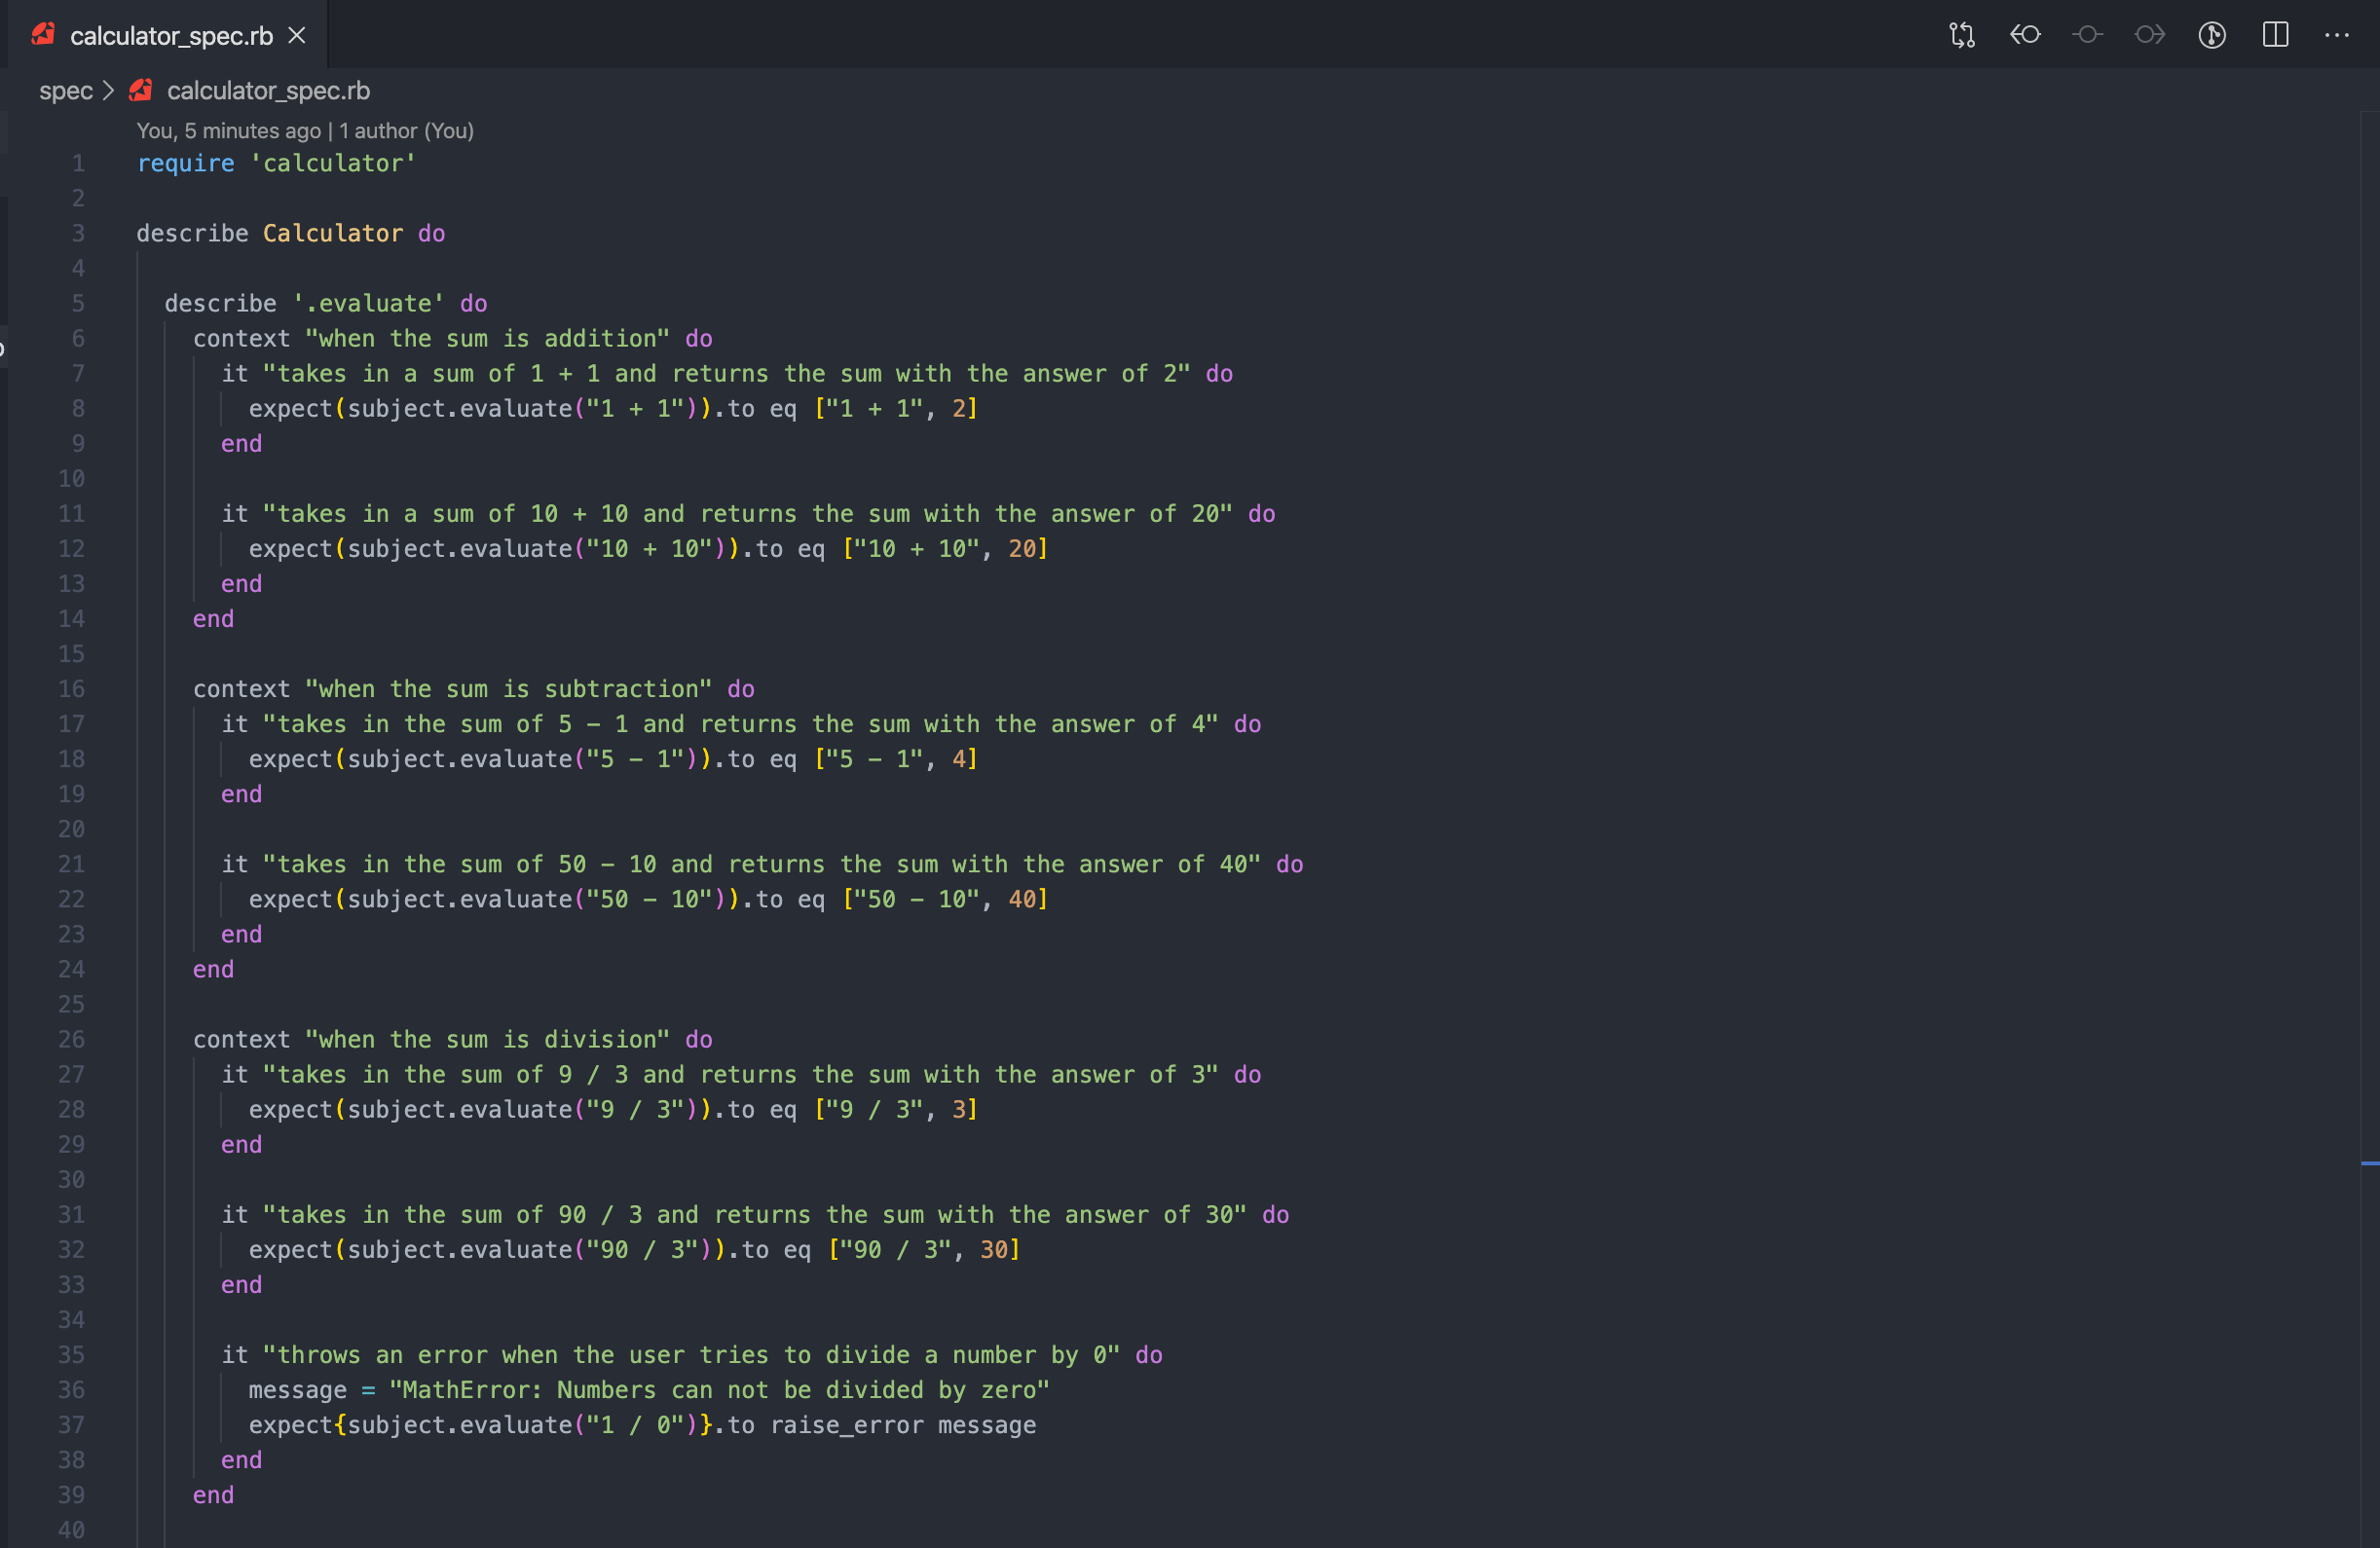 calculator_spec.rb
spec > calculator_spec.rb
You, 5 minutes ago | 1 author (You)
1 require 'calculator'
2
3 describe Calculator do
4
5   describe '.evaluate' do
6     context "when the sum is addition" do
7       it "takes in a sum of 1 + 1 and returns the sum with the answer of 2" do
8         expect(subject.evaluate("1 + 1")).to eq ["1 + 1", 2]
9       end
10
11       it "takes in a sum of 10 + 10 and returns the sum with the answer of 20" do
12         expect(subject.evaluate("10 + 10")).to eq ["10 + 10", 20]
13       end
14     end
15
16     context "when the sum is subtraction" do
17       it "takes in the sum of 5 - 1 and returns the sum with the answer of 4" do
18         expect(subject.evaluate("5 - 1")).to eq ["5 - 1", 4]
19       end
20
21       it "takes in the sum of 50 - 10 and returns the sum with the answer of 40" do
22         expect(subject.evaluate("50 - 10")).to eq ["50 - 10", 40]
23       end
24     end
25
26     context "when the sum is division" do
27       it "takes in the sum of 9 / 3 and returns the sum with the answer of 3" do
28         expect(subject.evaluate("9 / 3")).to eq ["9 / 3", 3]
29       end
30
31       it "takes in the sum of 90 / 3 and returns the sum with the answer of 30" do
32         expect(subject.evaluate("90 / 3")).to eq ["90 / 3", 30]
33       end
34
35       it "throws an error when the user tries to divide a number by 0" do
36         message = "MathError: Numbers can not be divided by zero"
37         expect{subject.evaluate("1 / 0")}.to raise_error message
38       end
39     end
40